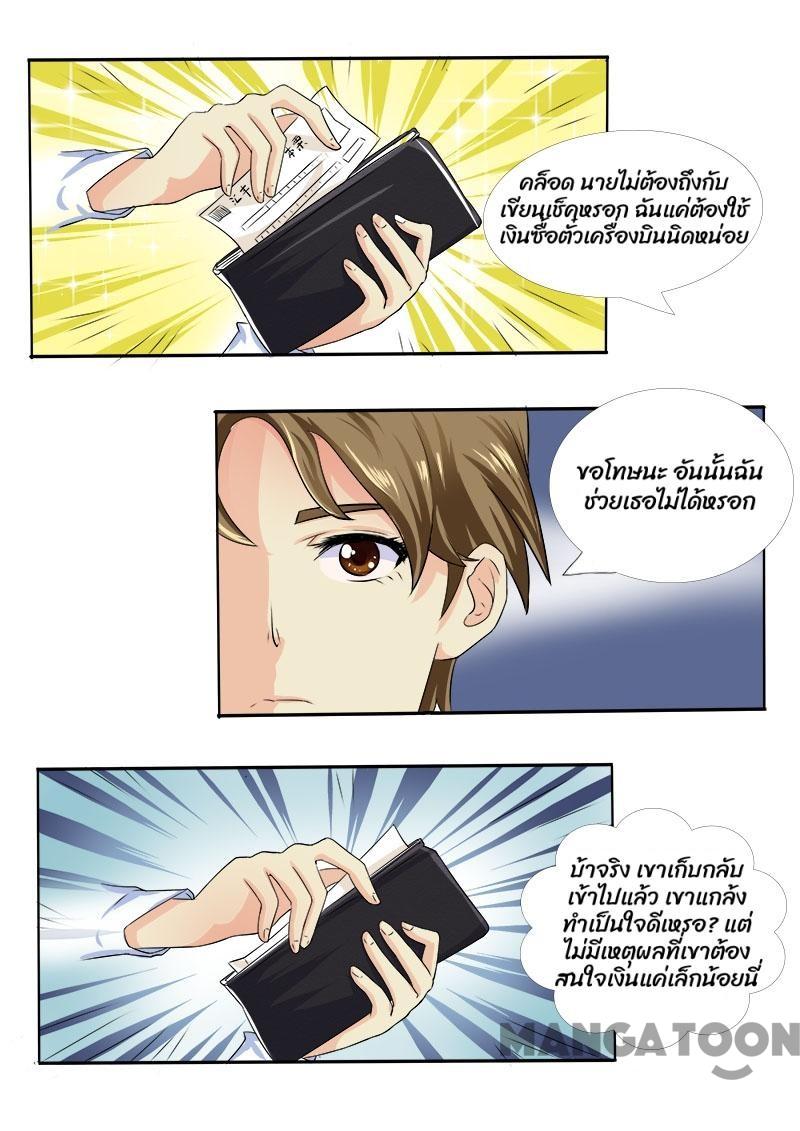 คล็อด นายไม่ต้องถึงกับ
เขียนเช็คหรอก ฉันแค่ต้องใช้
เงินซื้อตั๋วเครื่องบินนิดหน่อย
ขอโทษนะ อันนั้นฉัน
ช่วยเธอไม่ได้หรอก
บ้าจริง เขาเก็บกลับ
เข้าไปแล้ว เขาแกล้ง
ทำเป็นใจดีเหรอ? แต่
ไม่มีเหตุผลที่เขาต้อง
สนใจเงินแค่เล็กน้อยนี่
MANGATOON